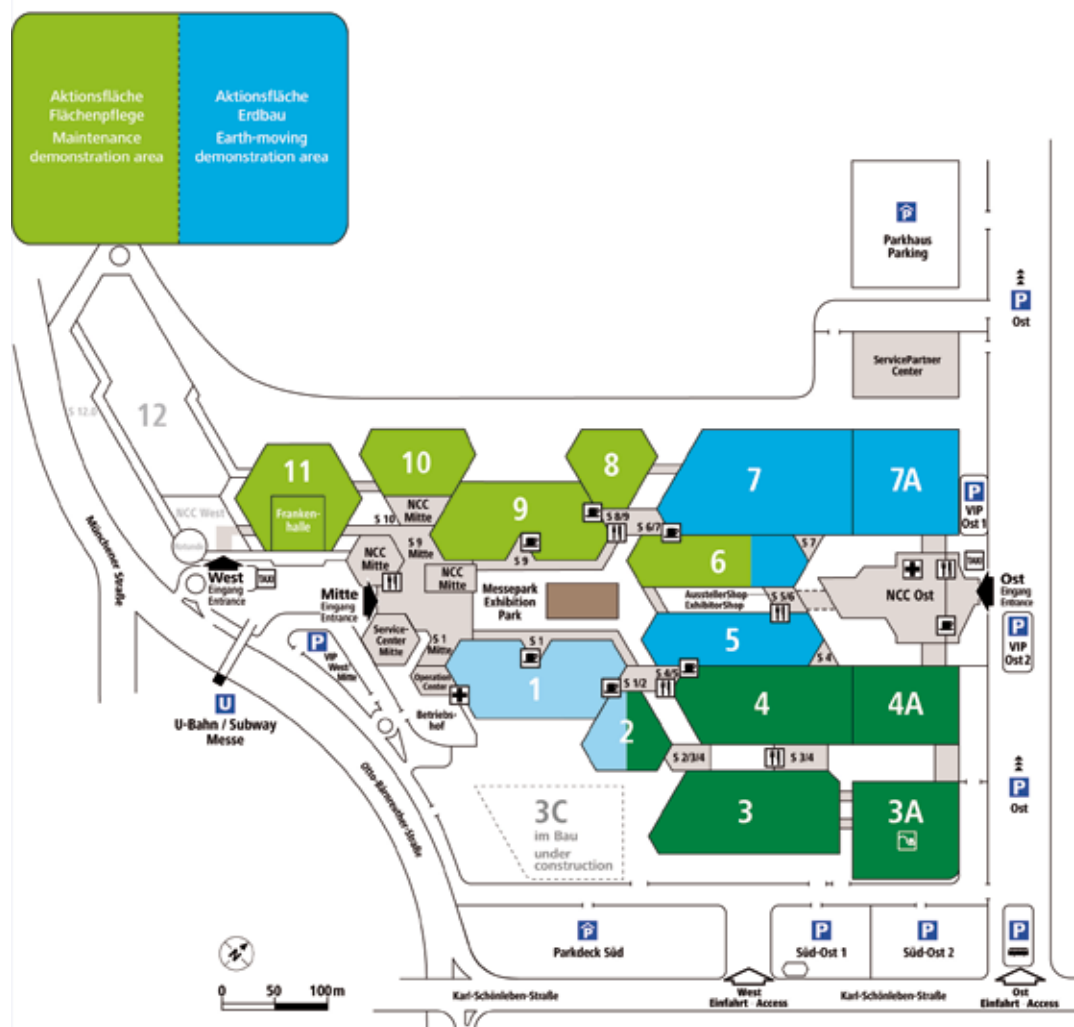 Aktionsfläche
Flächenpflege
Maintenance
demonstration area
Aktionsfläche
Erdbau
Earth-moving
demonstration area
P
Parkhaus
Parking
P
Ost
ServicePartner
Center
12
S 12.0
NCC West
Rotunde
11
Franken-
halle
10
NCC
Mitte
S 10
9
S 9
Mitte
S 9
8
S 8/9
S 6/7
7
7A
S 7
P
VIP
Ost 1
TAXI
6
AusstellerShop
ExhibitorShop
S 5/6
NCC Ost
Ost
Eingang
Entrance
P
VIP
Ost 2
West
Eingang
Entrance
TAXI
NCC
Mitte
NCC
Mitte
Mitte
Eingang
Entrance
Messepark
Exhibition
Park
Service-
Center
Mitte
S 1
Mitte
S 1
Operation
Center
Betriebs-
hof
P
VIP
West/
Mitte
U
U-Bahn / Subway
Messe
Münchener Straße
Otto-Bärnreuther-Straße
1
S 1/2
S 4/5
5
S 4
2
4
4A
S 2/3/4
S 3/4
3
3A
3C
im Bau
under
construction
P
Ost
P
Parkdeck Süd
P
Süd-Ost 1
P
Süd-Ost 2
P
N
0 50 100m
Karl-Schönleben-Straße
West
Einfahrt · Access
Karl-Schönleben-Straße
Ost
Einfahrt · Access